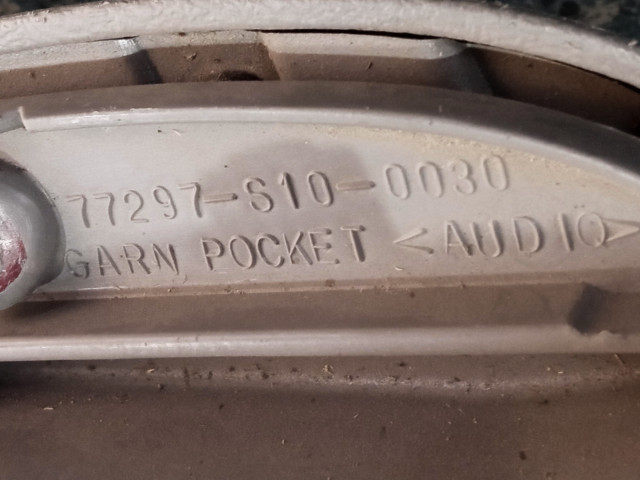 77297-S10-0030
GARN, POCKET <AUDIO>